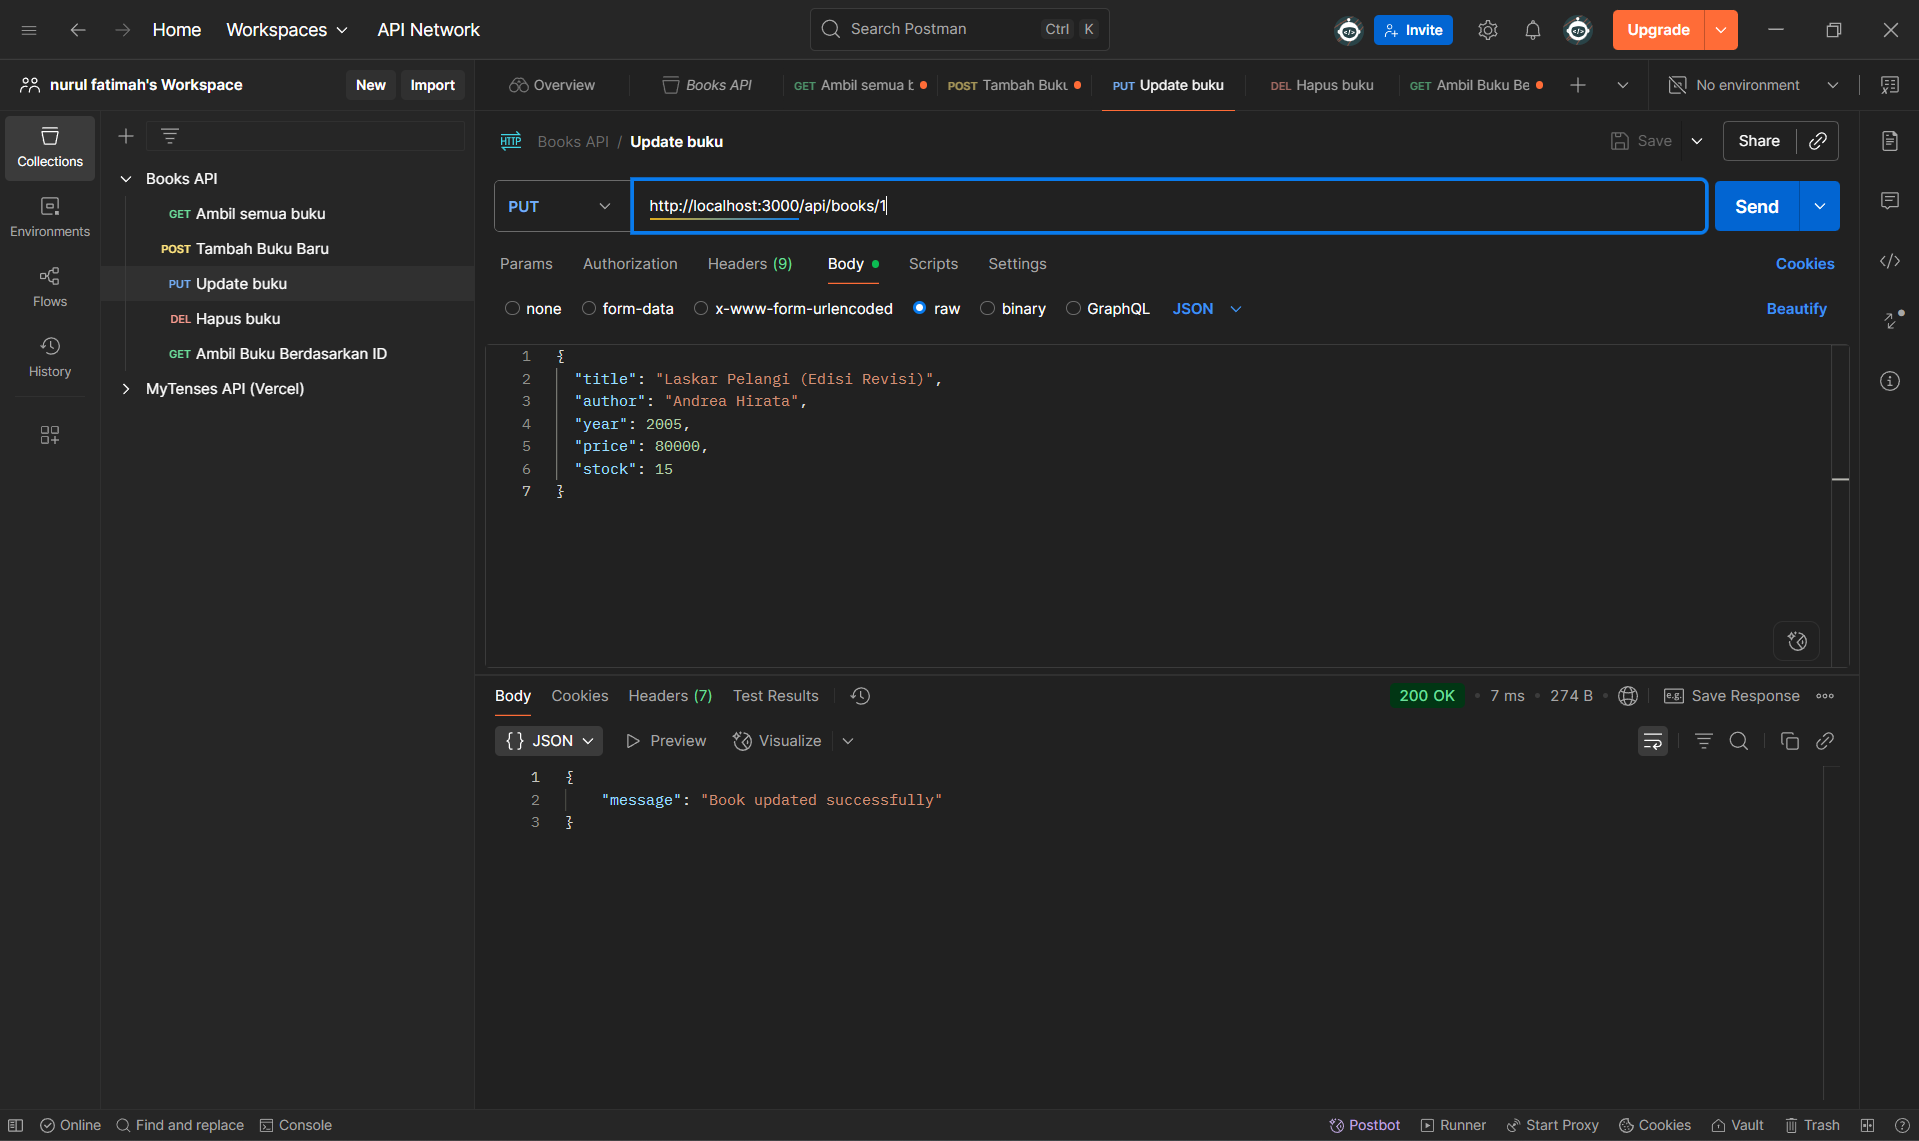 Home Workspaces API Network Search Postman Ctrl K Invite Upgrade
nurul fatimah's Workspace New Import Overview Books API GET Ambil semua b POST Tambah Buku PUT Update buku DEL Hapus buku GET Ambil Buku Be No environment
Collections
Environments
Flows
History
Books API
GET Ambil semua buku
POST Tambah Buku Baru
PUT Update buku
DEL Hapus buku
GET Ambil Buku Berdasarkan ID
MyTenses API (Vercel)
HTTP Books API / Update buku Save Share
PUT http://localhost:3000/api/books/1 Send
Params Authorization Headers (9) Body Scripts Settings Cookies
none form-data x-www-form-urlencoded raw binary GraphQL JSON Beautify
1 {
2 "title": "Laskar Pelangi (Edisi Revisi)",
3 "author": "Andrea Hirata",
4 "year": 2005,
5 "price": 80000,
6 "stock": 15
7 }
Body Cookies Headers (7) Test Results 200 OK 7 ms 274 B e.g. Save Response
{} JSON Preview Visualize
1 {
2 "message": "Book updated successfully"
3 }
Online Find and replace Console Postbot Runner Start Proxy Cookies Vault Trash